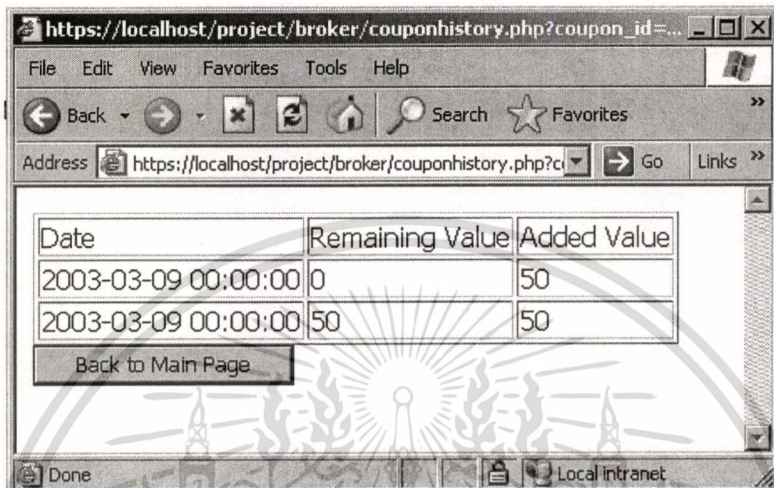 https://localhost/project/broker/couponhistory.php?coupon_id=...
File Edit View Favorites Tools Help
Back Search Favorites »
Address https://localhost/project/broker/couponhistory.php?c Go Links »
Date Remaining Value Added Value
2003-03-09 00:00:00 0 50
2003-03-09 00:00:00 50 50
Back to Main Page
Done Local intranet